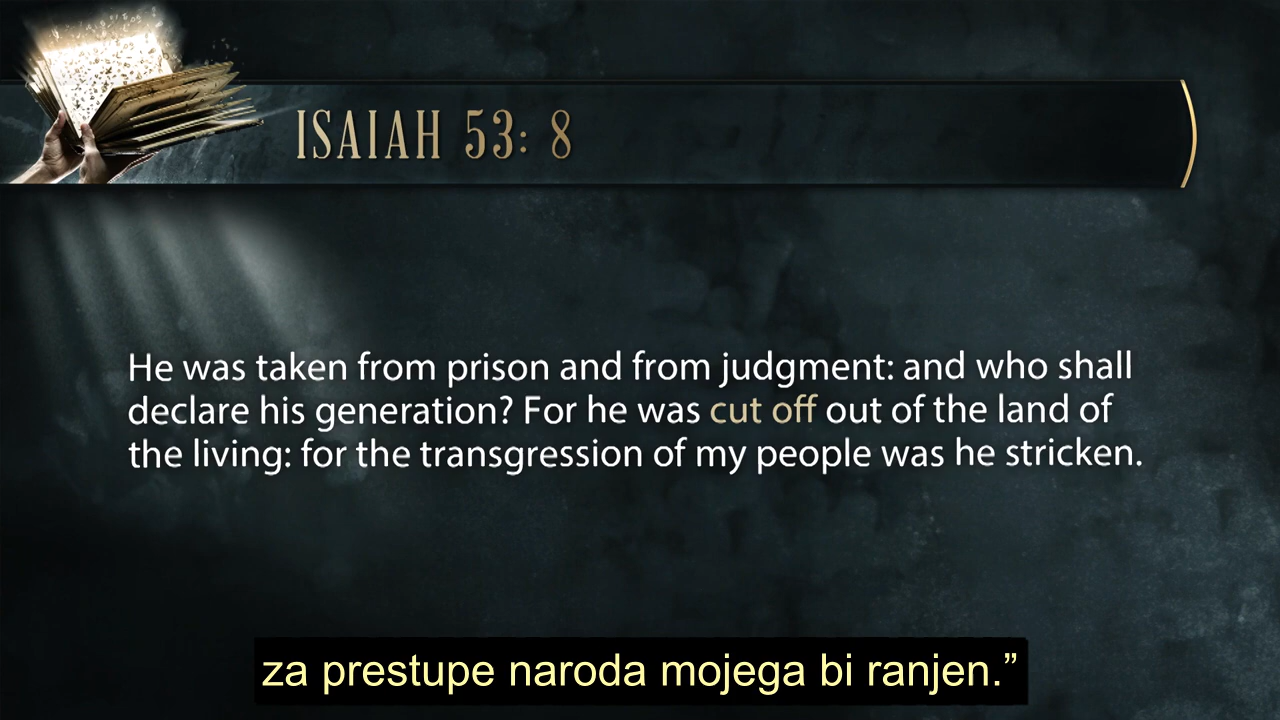 ISAIAH 53: 8
He was taken from prison and from judgment: and who shall
declare his generation? For he was cut off out of the land of
the living: for the transgression of my people was he stricken.
za prestupe naroda mojega bi ranjen.”